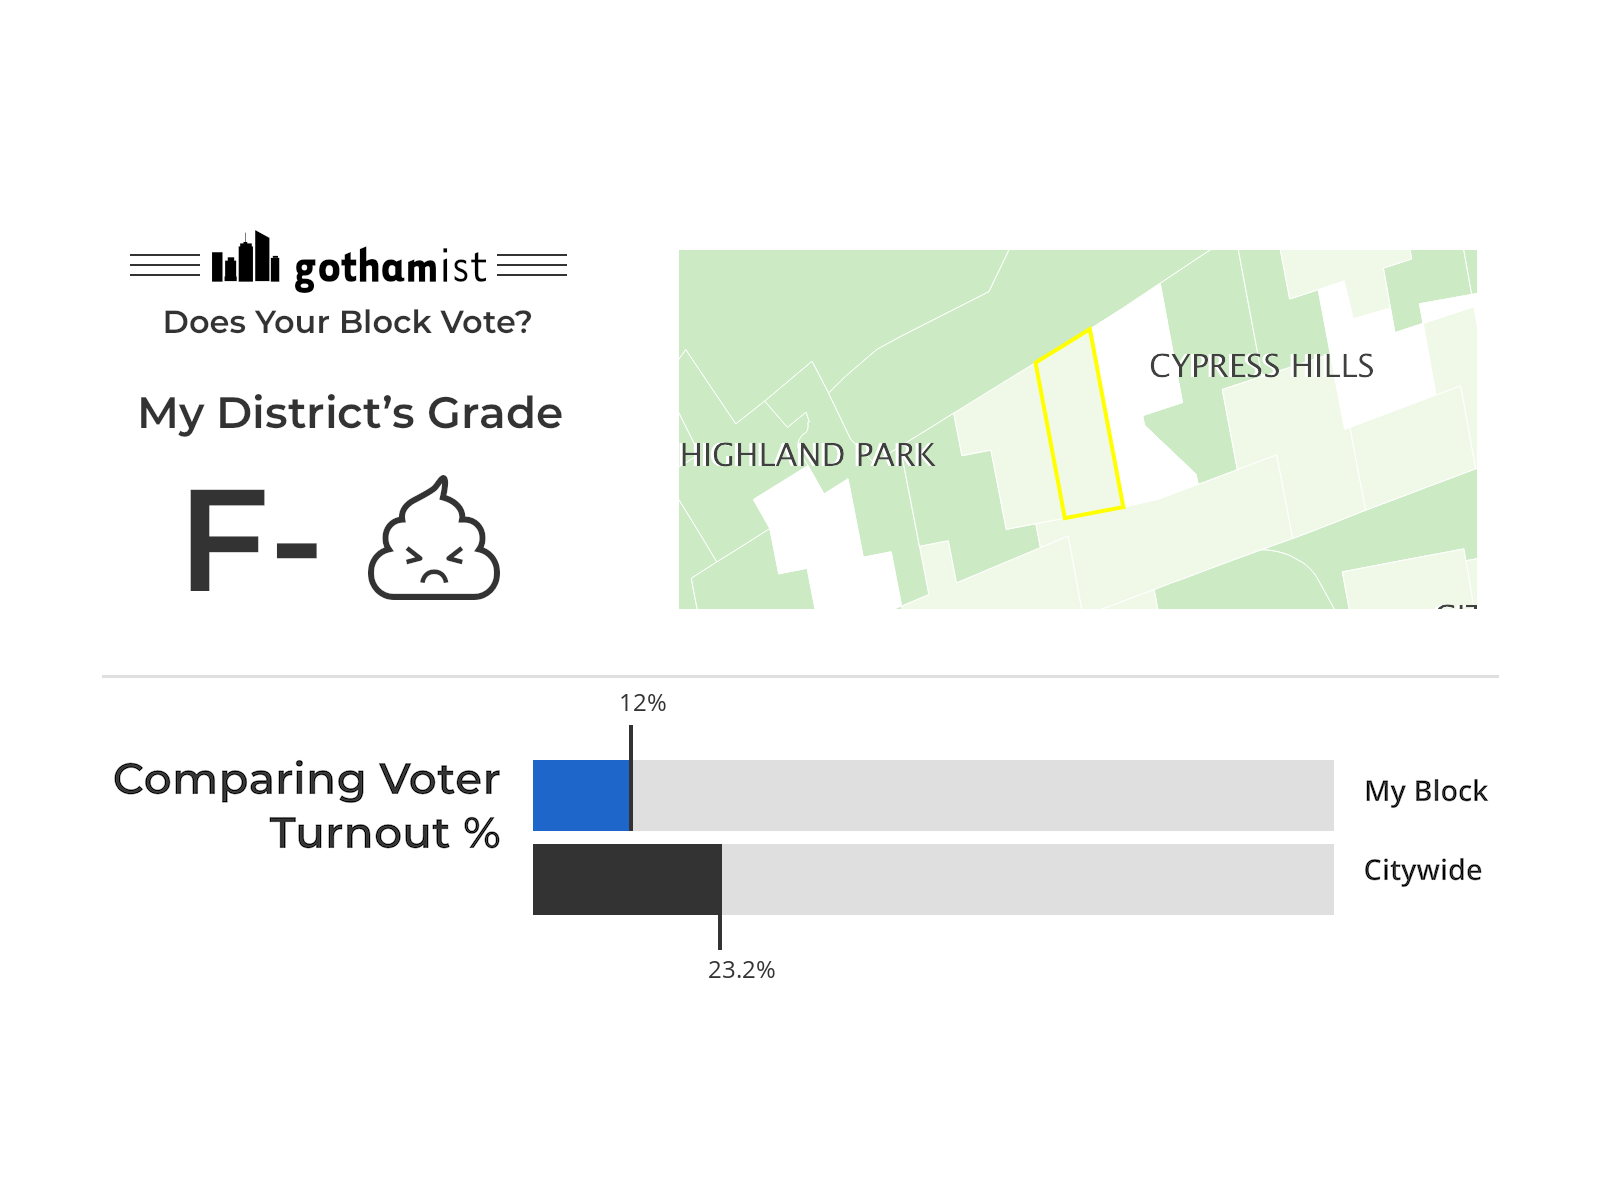 gothamist
Does Your Block Vote?
My District’s Grade
F-
HIGHLAND PARK
CYPRESS HILLS
12%
Comparing Voter
Turnout %
My Block
Citywide
23.2%